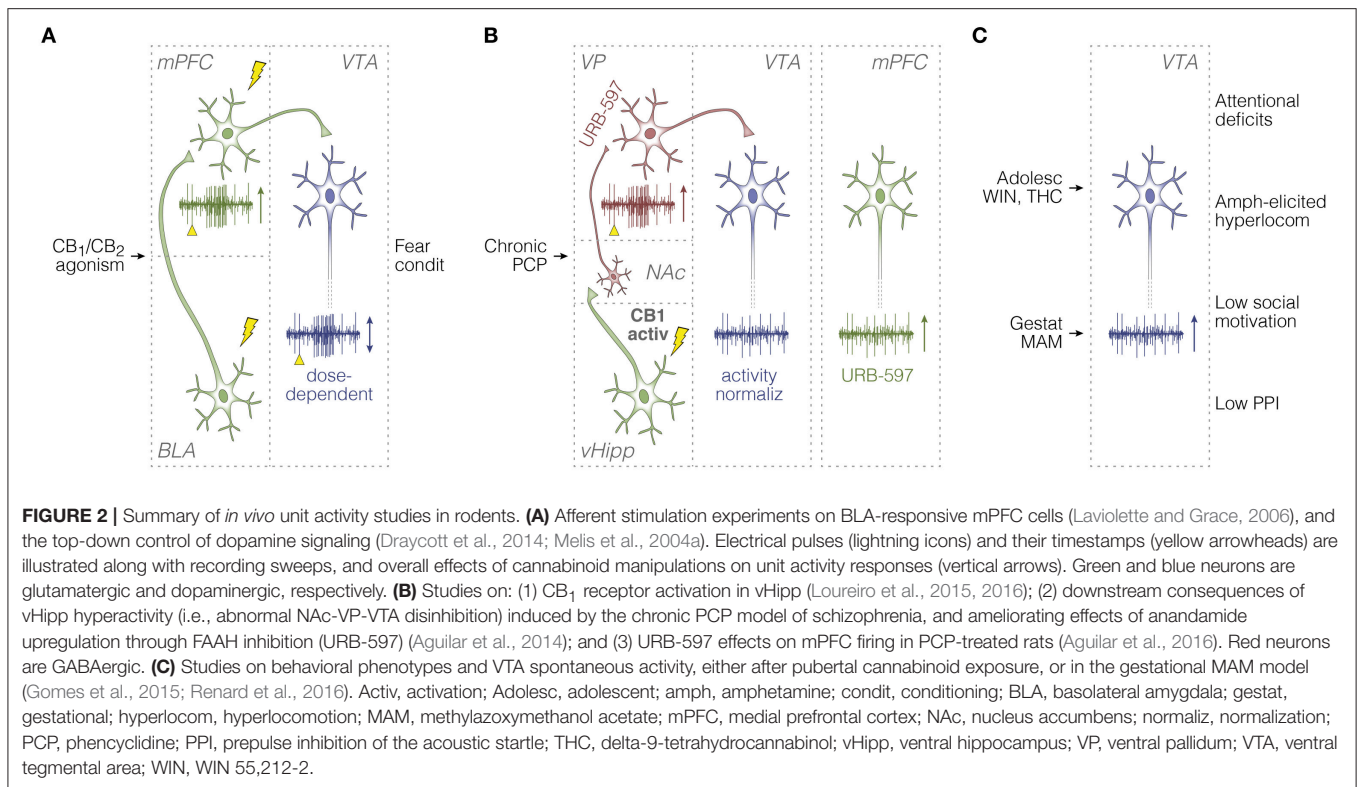 A
mPFC
VTA
CB1/CB2
agonism
Fear
condit
dose-
dependent
BLA
B
VP
VTA
mPFC
URB-597
Chronic
PCP
NAc
CB1
activ
activity
normaliz
URB-597
vHipp
C
VTA
Attentional
deficits
Adolesc
WIN, THC
Amph-elicited
hyperlocom
Low social
motivation
Gestat
MAM
Low PPI
FIGURE 2 | Summary of in vivo unit activity studies in rodents. (A) Afferent stimulation experiments on BLA-responsive mPFC cells (Laviolette and Grace, 2006), and
the top-down control of dopamine signaling (Draycott et al., 2014; Melis et al., 2004a). Electrical pulses (lightning icons) and their timestamps (yellow arrowheads) are
illustrated along with recording sweeps, and overall effects of cannabinoid manipulations on unit activity responses (vertical arrows). Green and blue neurons are
glutamatergic and dopaminergic, respectively. (B) Studies on: (1) CB1 receptor activation in vHipp (Loureiro et al., 2015, 2016); (2) downstream consequences of
vHipp hyperactivity (i.e., abnormal NAc-VP-VTA disinhibition) induced by the chronic PCP model of schizophrenia, and ameliorating effects of anandamide
upregulation through FAAH inhibition (URB-597) (Aguilar et al., 2014); and (3) URB-597 effects on mPFC firing in PCP-treated rats (Aguilar et al., 2016). Red neurons
are GABAergic. (C) Studies on behavioral phenotypes and VTA spontaneous activity, either after pubertal cannabinoid exposure, or in the gestational MAM model
(Gomes et al., 2015; Renard et al., 2016). Activ, activation; Adolesc, adolescent; amph, amphetamine; condit, conditioning; BLA, basolateral amygdala; gestat,
gestational; hyperlocom, hyperlocomotion; MAM, methylazoxymethanol acetate; mPFC, medial prefrontal cortex; NAc, nucleus accumbens; normaliz, normalization;
PCP, phencyclidine; PPI, prepulse inhibition of the acoustic startle; THC, delta-9-tetrahydrocannabinol; vHipp, ventral hippocampus; VP, ventral pallidum; VTA, ventral
tegmental area; WIN, WIN 55,212-2.